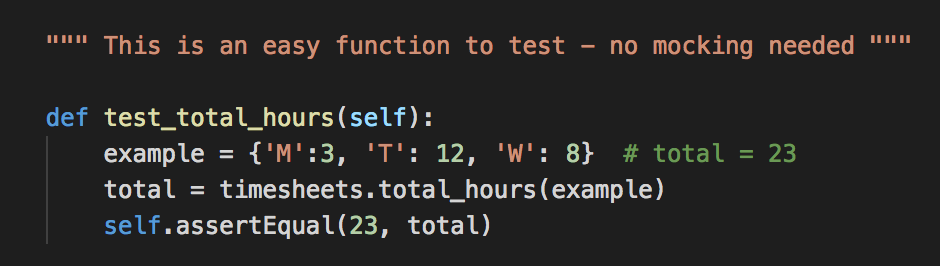 """ This is an easy function to test – no mocking needed """
def test_total_hours(self):
    example = {'M':3, 'T': 12, 'W': 8}  # total = 23
    total = timesheets.total_hours(example)
    self.assertEqual(23, total)